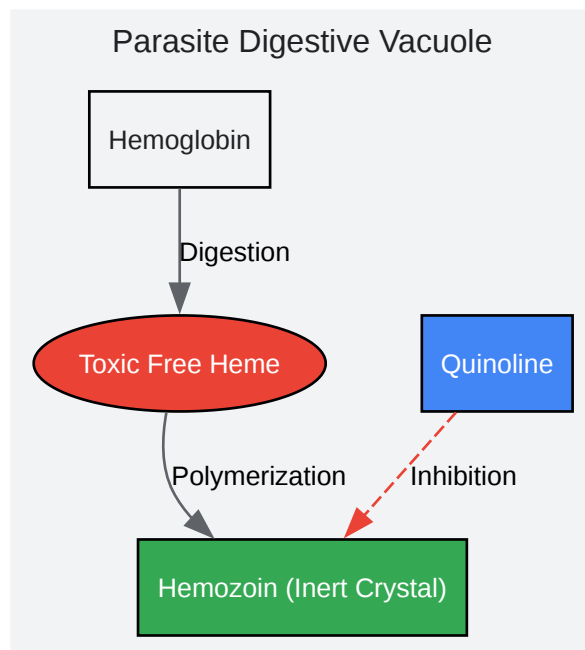 Parasite Digestive Vacuole
Hemoglobin
Digestion
Toxic Free Heme
Quinoline
Polymerization
Inhibition
Hemozoin (Inert Crystal)